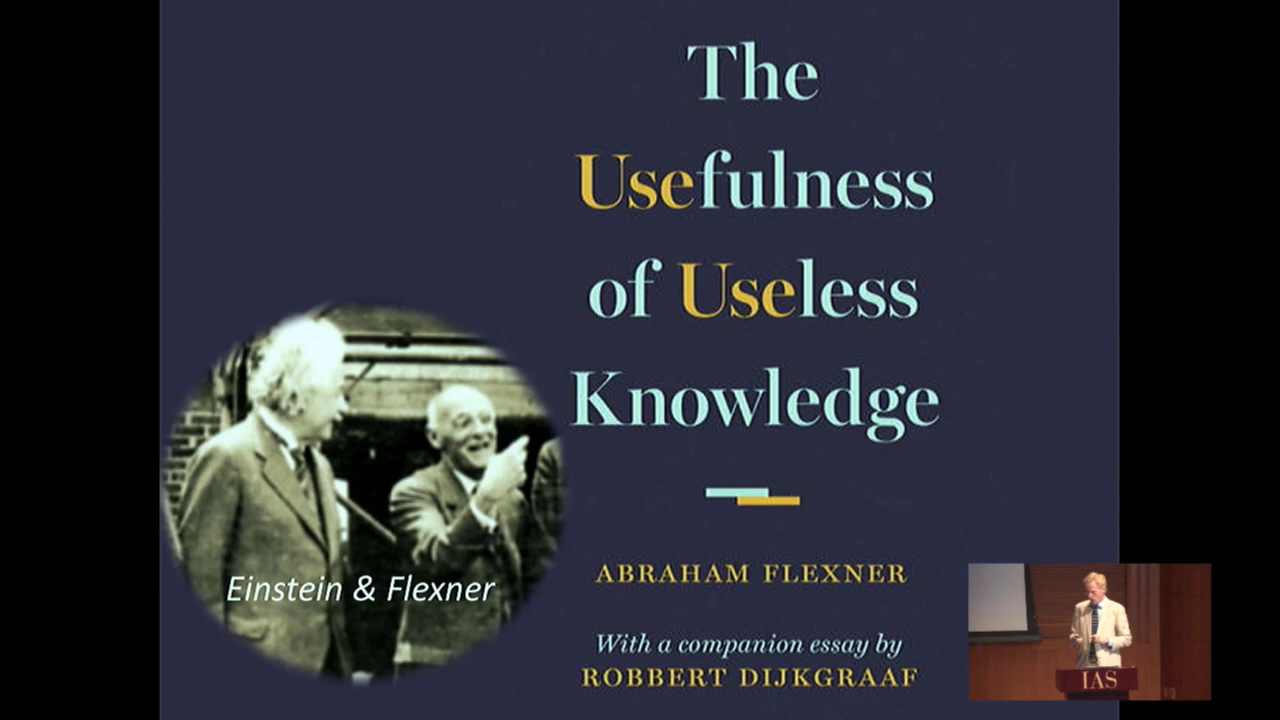 The
Usefulness
of Useless
Knowledge
ABRAHAM FLEXNER
With a companion essay by
ROBBERT DIJKGRAAF
Einstein & Flexner
IAS